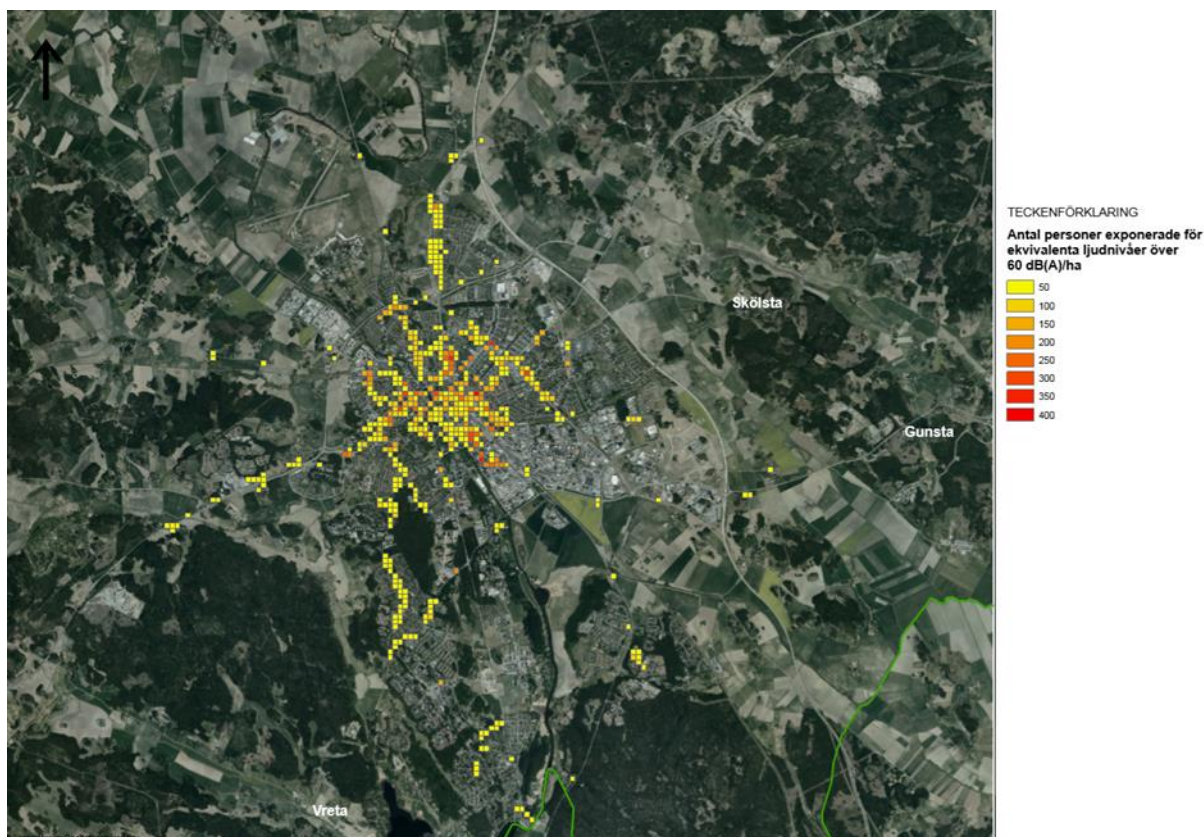 Skölsta
Gunsta
Vreta
TECKENFÖRKLARING
Antal personer exponerade för
ekvivalenta ljudnivåer över
60 dB(A)/ha
50
100
150
200
250
300
350
400